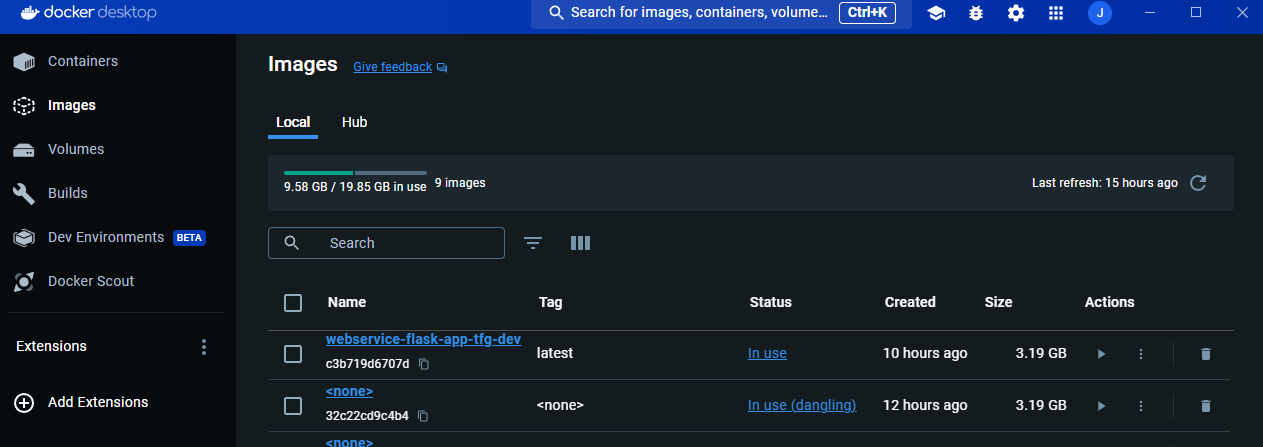 docker desktop
Search for images, containers, volume... Ctrl+K
J
Containers
Images
Volumes
Builds
Dev Environments BETA
Docker Scout
Extensions
Add Extensions
Images Give feedback
Local Hub
9.58 GB / 19.85 GB in use 9 images Last refresh: 15 hours ago
Search
Name Tag Status Created Size Actions
webservice-flask-app-tfg-dev
c3b719d6707d
latest In use 10 hours ago 3.19 GB
<none>
32c22cd9c4b4
<none> In use (dangling) 12 hours ago 3.19 GB
<none>